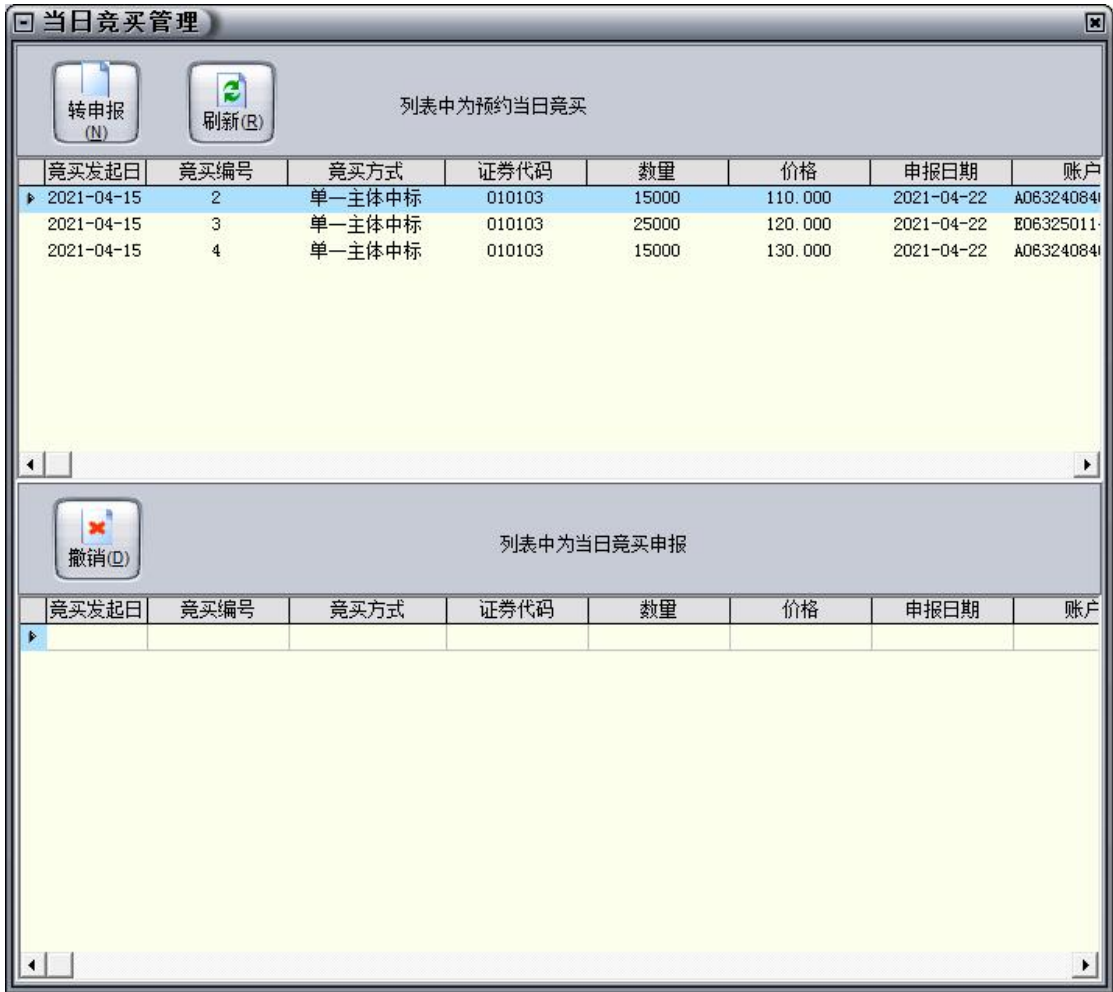 当日竞买管理
转申报
(N)
刷新(R)
列表中为预约当日竞买
竞买发起日 竞买编号 竞买方式 证券代码 数量 价格 申报日期 账户
2021-04-15 2 单一主体中标 010103 15000 110.000 2021-04-22 A06324084
2021-04-15 3 单一主体中标 010103 25000 120.000 2021-04-22 E06325011
2021-04-15 4 单一主体中标 010103 15000 130.000 2021-04-22 A06324084
撤销(D)
列表中为当日竞买申报
竞买发起日 竞买编号 竞买方式 证券代码 数量 价格 申报日期 账户